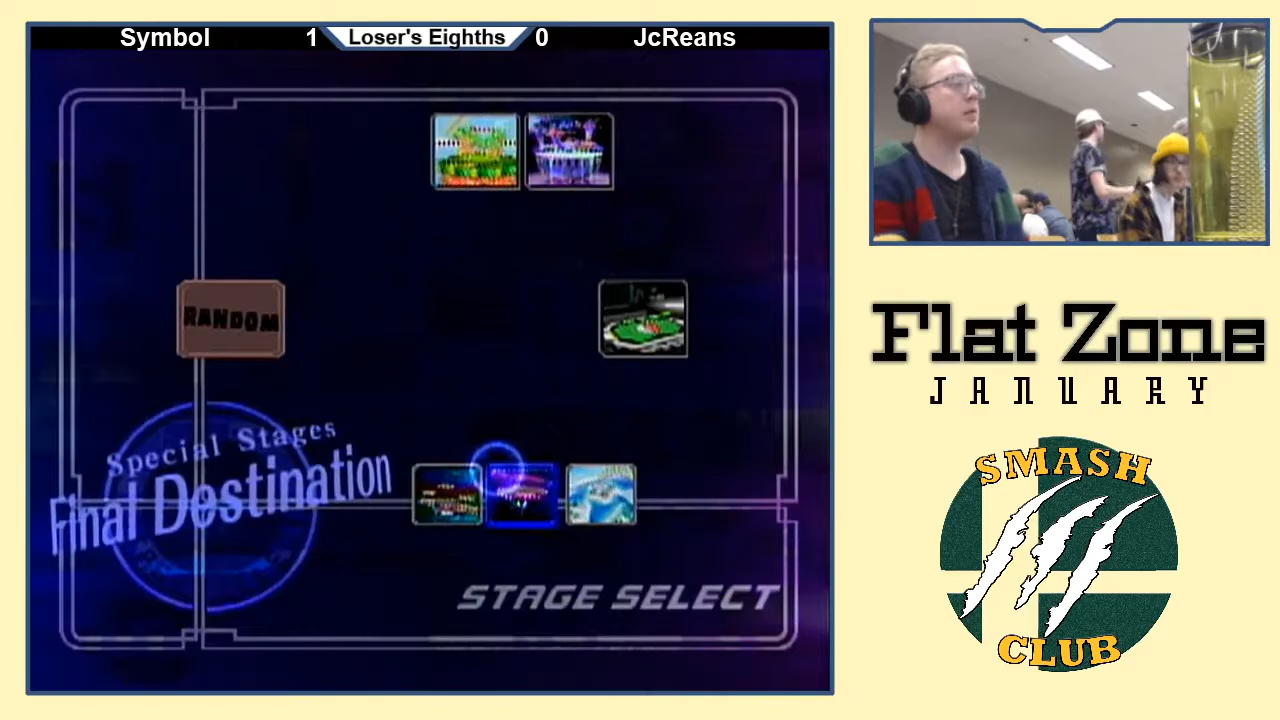 Symbol 1 Loser's Eighths 0 JcReans
RANDOM
Special Stages
Final Destination
STAGE SELECT
Flat Zone
JANUARY
SMASH
CLUB